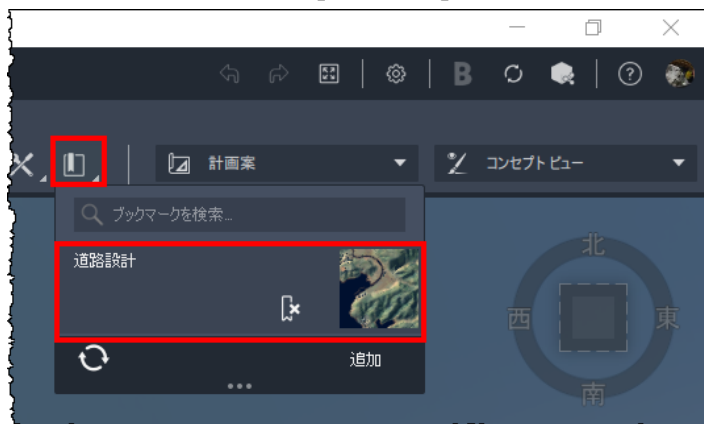 B
計画案
コンセプト ビュー
ブックマークを検索...
道路設計
追加
北
西
東
南